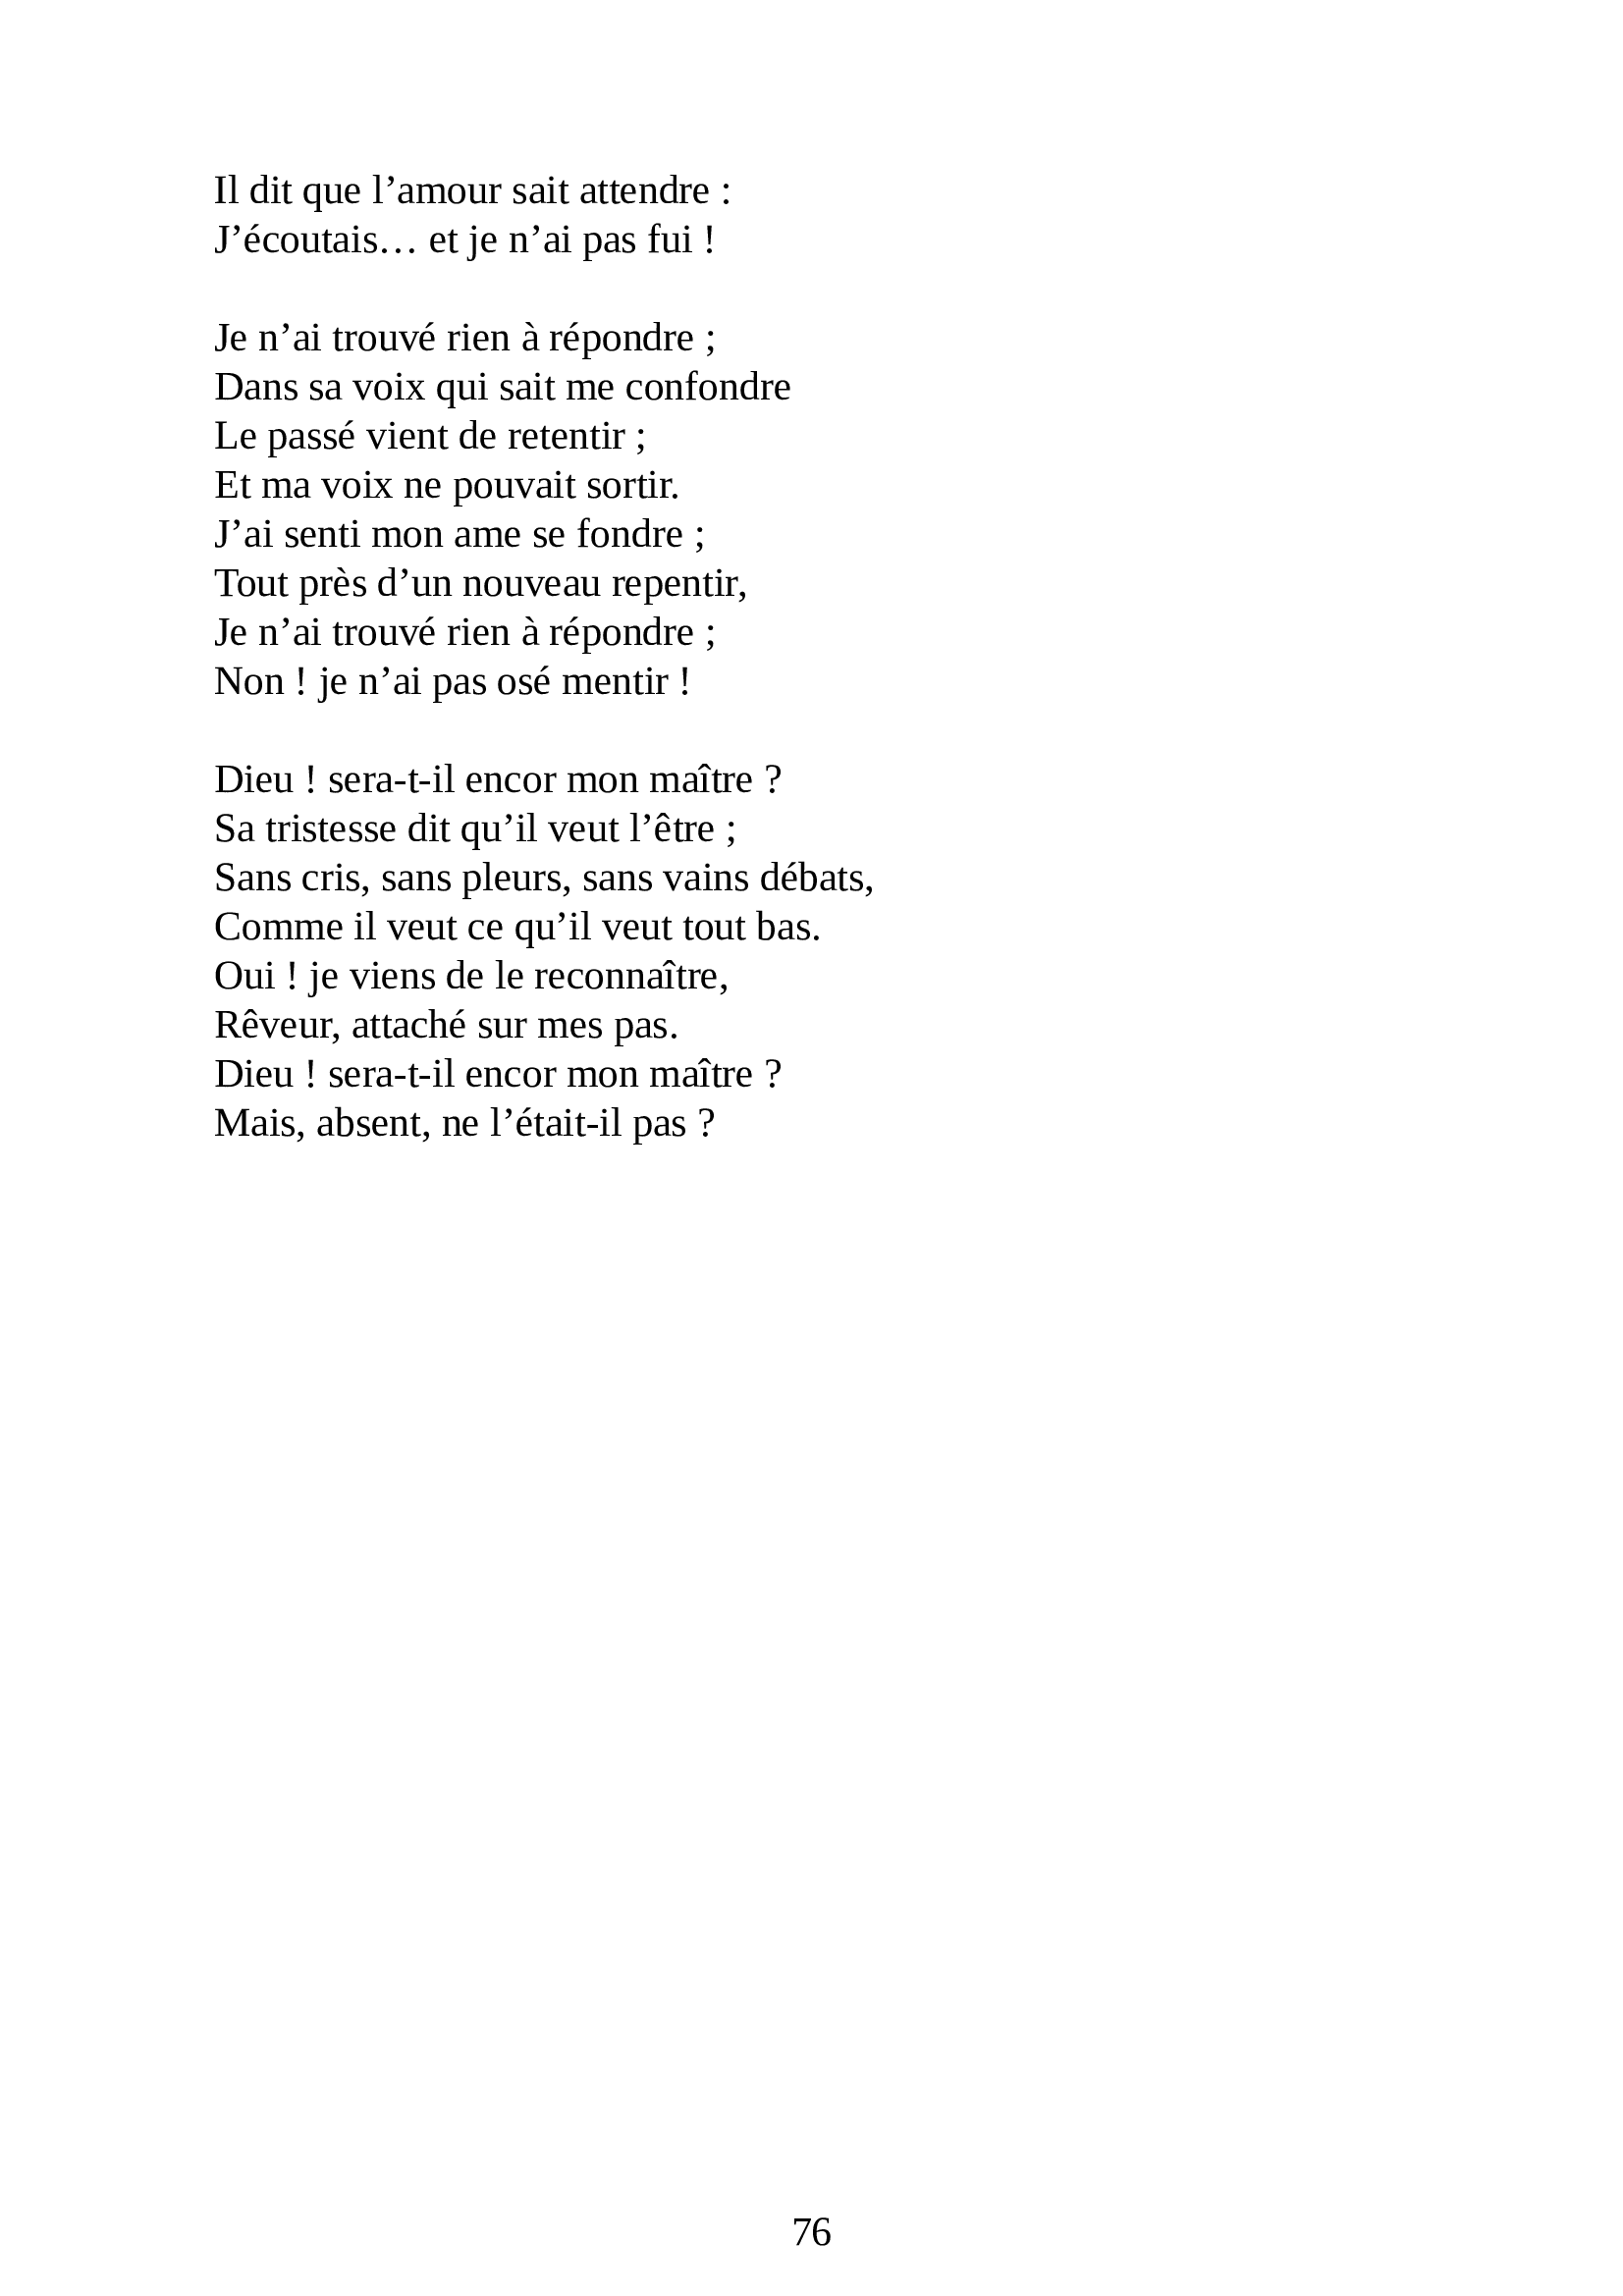 Il dit que l’amour sait attendre :
J’écoutais… et je n’ai pas fui !

Je n’ai trouvé rien à répondre ;
Dans sa voix qui sait me confondre
Le passé vient de retentir ;
Et ma voix ne pouvait sortir.
J’ai senti mon ame se fondre ;
Tout près d’un nouveau repentir,
Je n’ai trouvé rien à répondre ;
Non ! je n’ai pas osé mentir !

Dieu ! sera-t-il encor mon maître ?
Sa tristesse dit qu’il veut l’être ;
Sans cris, sans pleurs, sans vains débats,
Comme il veut ce qu’il veut tout bas.
Oui ! je viens de le reconnaître,
Rêveur, attaché sur mes pas.
Dieu ! sera-t-il encor mon maître ?
Mais, absent, ne l’était-il pas ?

76